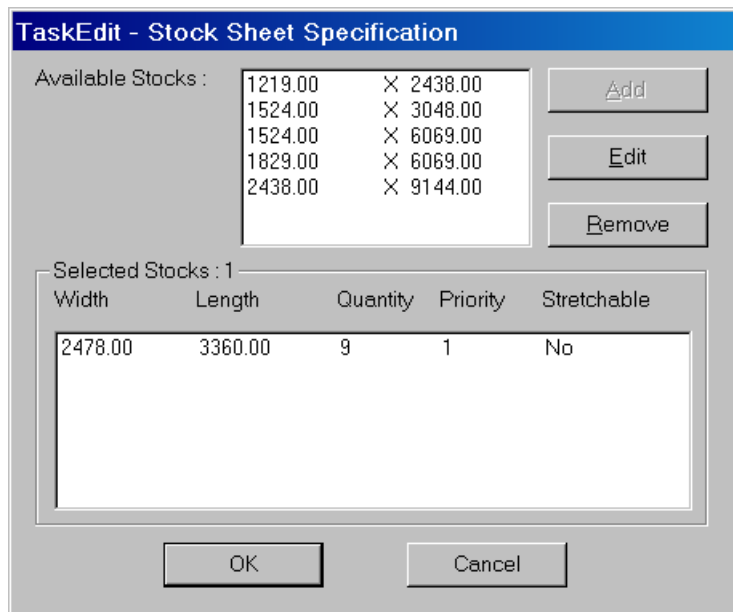 TaskEdit - Stock Sheet Specification
Available Stocks :
1219.00 X 2438.00
1524.00 X 3048.00
1524.00 X 6069.00
1829.00 X 6069.00
2438.00 X 9144.00
Add
Edit
Remove
Selected Stocks : 1
Width Length Quantity Priority Stretchable
2478.00 3360.00 9 1 No
OK Cancel